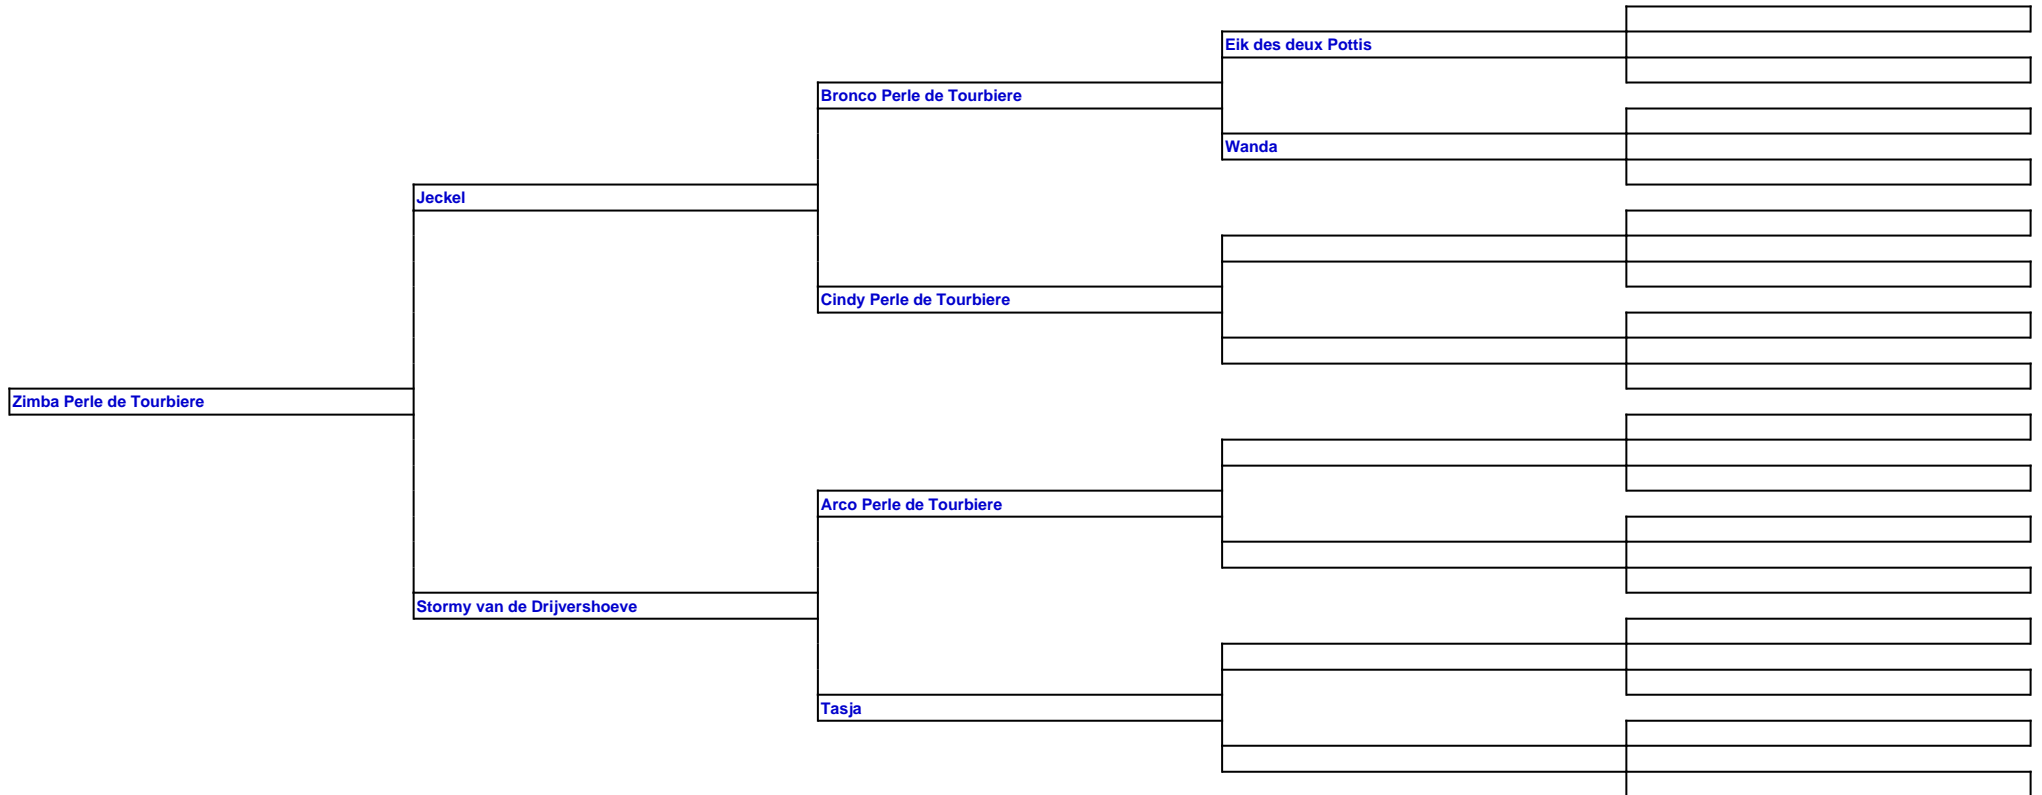 Eik des deux Pottis
Bronco Perle de Tourbiere
Wanda
Jeckel
Cindy Perle de Tourbiere
Zimba Perle de Tourbiere
Arco Perle de Tourbiere
Stormy van de Drijvershoeve
Tasja